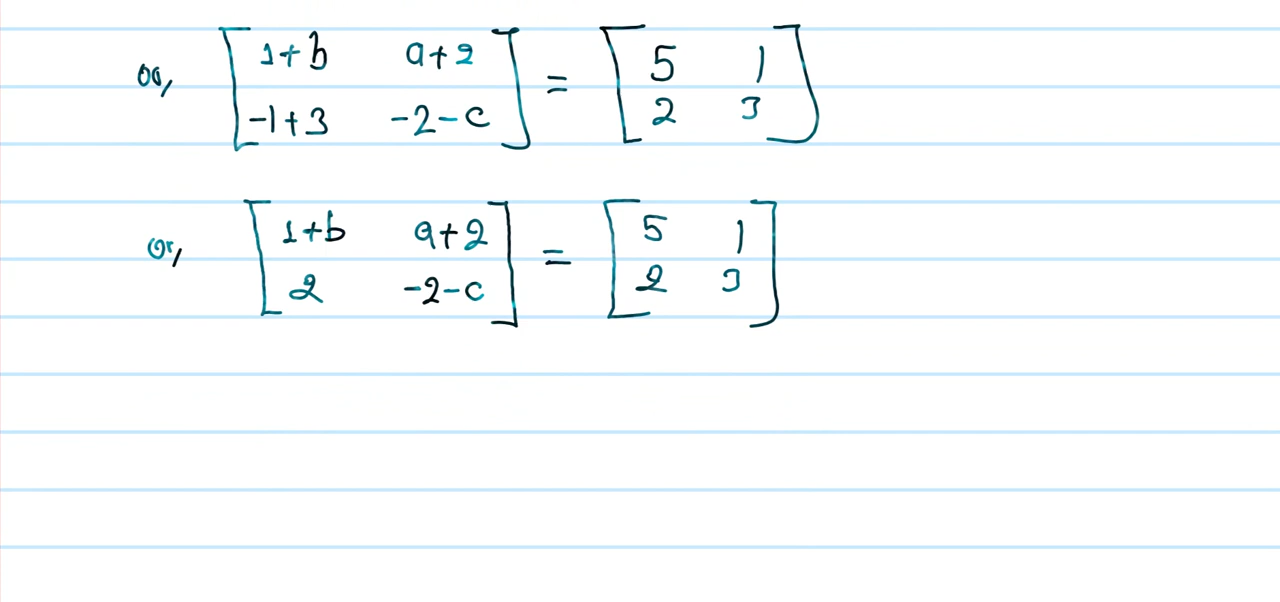 or, [1+b a+2] = [5 1]
[-1+3 -2-c] [2 3]
or, [1+b a+2] = [5 1]
[2 -2-c] [2 3]